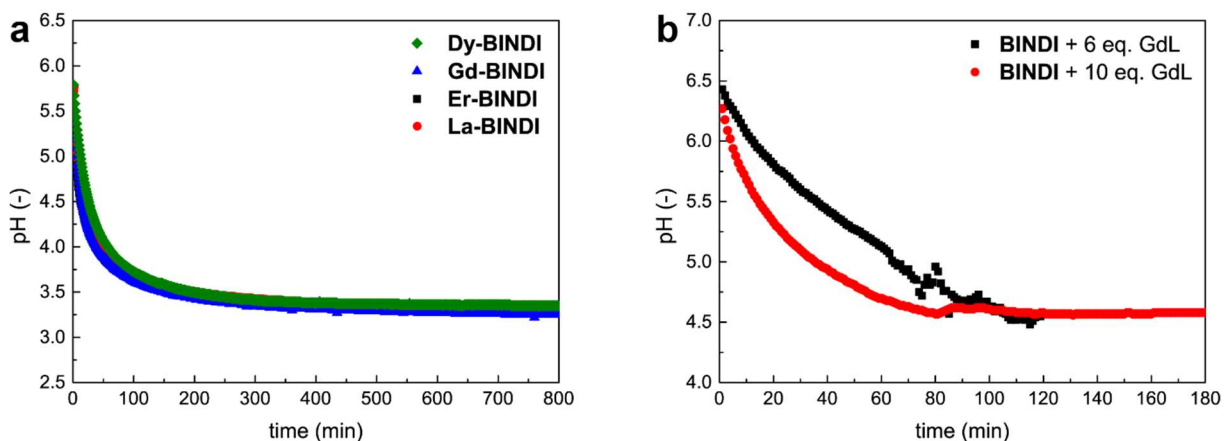 a
6.5
6.0
5.5
5.0
4.5
4.0
3.5
3.0
2.5
pH (-)
Dy-BINDI
Gd-BINDI
Er-BINDI
La-BINDI
0 100 200 300 400 500 600 700 800
time (min)
b
7.0
6.5
6.0
5.5
5.0
4.5
4.0
pH (-)
BINDI + 6 eq. GdL
BINDI + 10 eq. GdL
0 20 40 60 80 100 120 140 160 180
time (min)